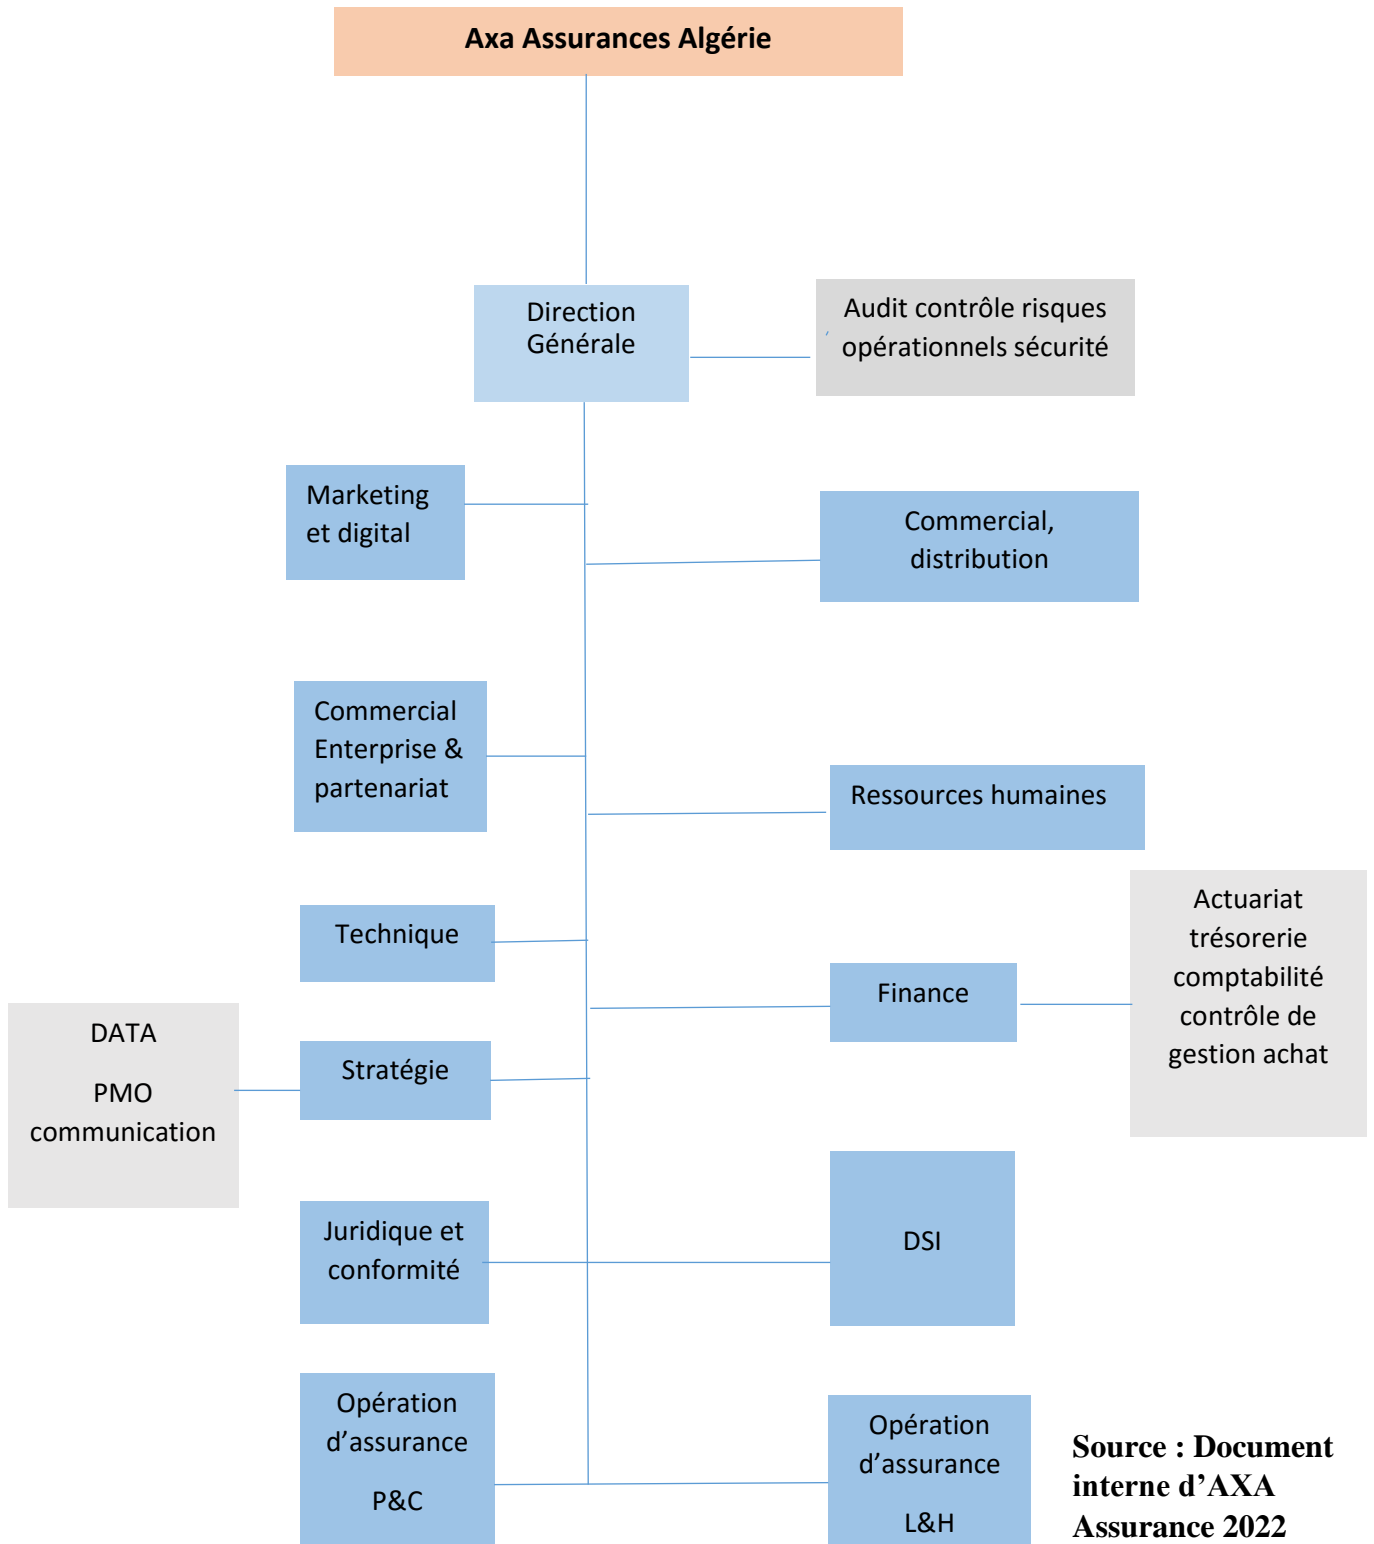 Axa Assurances Algérie
Direction
Générale
Audit contrôle risques
opérationnels sécurité
Marketing
et digital
Commercial,
distribution
Commercial
Enterprise &
partenariat
Ressources humaines
Technique
Finance
Actuariat
trésorerie
comptabilité
contrôle de
gestion achat
DATA
PMO
communication
Stratégie
Juridique et
conformité
DSI
Opération
d’assurance
P&C
Opération
d’assurance
L&H
Source : Document
interne d’AXA
Assurance 2022